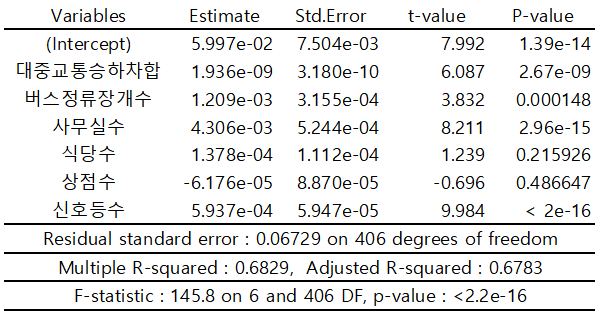 Variables Estimate Std.Error t-value P-value
(Intercept) 5.997e-02 7.504e-03 7.992 1.39e-14
대중교통승하차합 1.936e-09 3.180e-10 6.087 2.67e-09
버스정류장개수 1.209e-03 3.155e-04 3.832 0.000148
사무실수 4.306e-03 5.244e-04 8.211 2.96e-15
식당수 1.378e-04 1.112e-04 1.239 0.215926
상점수 -6.176e-05 8.870e-05 -0.696 0.486647
신호등수 5.937e-04 5.947e-05 9.984 < 2e-16
Residual standard error : 0.06729 on 406 degrees of freedom
Multiple R-squared : 0.6829, Adjusted R-squared : 0.6783
F-statistic : 145.8 on 6 and 406 DF, p-value : <2.2e-16